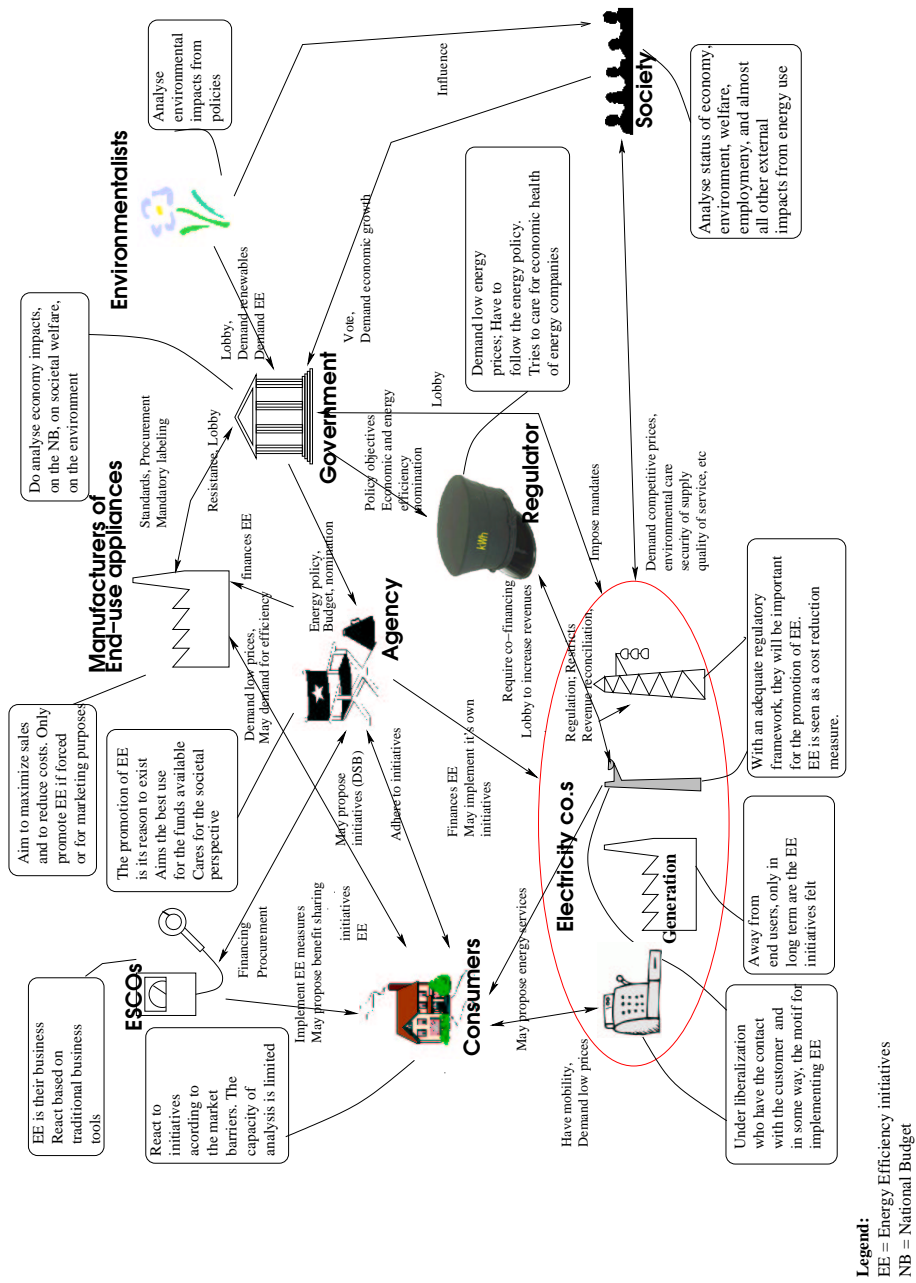 EE is their business
React based on
traditional business
tools
ESCOs
React to
initiatives
acording to
the market
barriers. The
capacity of
analysis is limited
Aim to maximize sales
and to reduce costs. Only
promote EE if forced
or for marketing purposes
The promotion of EE
is its reason to exist
Aims the best use
for the funds available
Cares for the societal
perspective
Manufacturers of
End-use appliances
Do analyse economy impacts,
on the NB, on societal welfare,
on the environment
Standards, Procurement
Mandatory labeling
Resistance, Lobby
finances EE
Environmentalists
Analyse
environmental
impacts from
policies
Lobby,
Demand renewables
Demand EE
Influence
Financing
Procurement
Implement EE measures
May propose benefit sharing
initiatives
EE
Demand low prices,
May demand for efficiency
Energy policy,
Budget, nomination
Agency
May propose
initiatives (DSB)
Adhere to initiatives
Government
Policy objectives
Economic and energy
efficiency
nomination
Vote,
Demand economic growth
Lobby
Consumers
Finances EE
May implement it's own
initiatives
Regulator
Demand low energy
prices; Have to
follow the energy policy.
Tries to care for economic health
of energy companies
Society
Analyse status of economy,
environment, welfare,
employmeny, and almost
all other external
impacts from energy use
May propose energy services
Have mobility,
Demand low prices
Require co-financing
Lobby to increase revenues
Regulation; Restricts
Revenue reconciliation,
Impose mandates
Demand competitive prices,
environmental care
security of supply
quality of service, etc
kWh
Electricity co.s
Generation
Under liberalization
who have the contact
with the customer and
in some way, the motif for
implementing EE
Away from
end users, only in
long term are the EE
initiatives felt
With an adequate regulatory
framework, they will be important
for the promotion of EE.
EE is seen as a cost reduction
measure.
Legend:
EE = Energy Efficiency initiatives
NB = National Budget